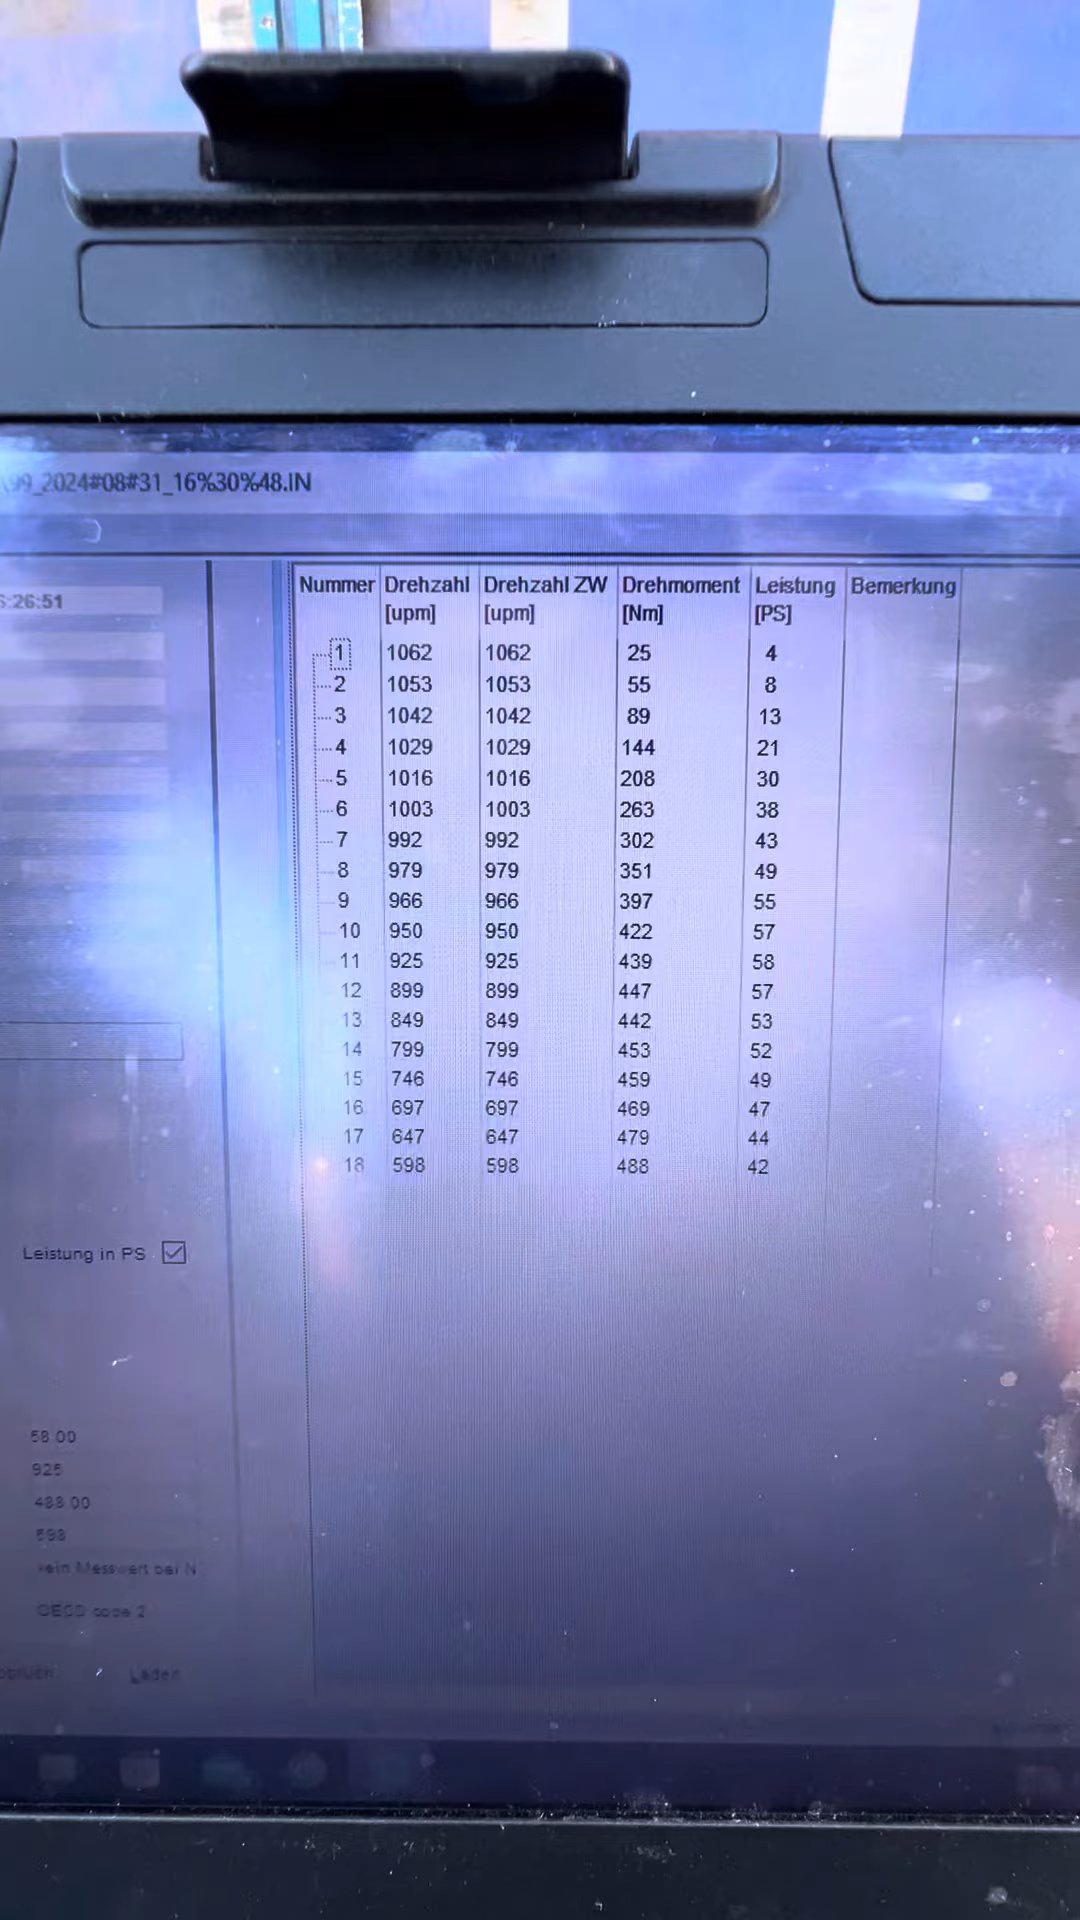 99_2024#08#31_16%30%48.IN
:26:51
Nummer Drehzahl [upm] Drehzahl ZW [upm] Drehmoment [Nm] Leistung [PS] Bemerkung
1 1062 1062 25 4
2 1053 1053 55 8
3 1042 1042 89 13
4 1029 1029 144 21
5 1016 1016 208 30
6 1003 1003 263 38
7 992 992 302 43
8 979 979 351 49
9 966 966 397 55
10 950 950 422 57
11 925 925 439 58
12 899 899 447 57
13 849 849 442 53
14 799 799 453 52
15 746 746 459 49
16 697 697 469 47
17 647 647 479 44
18 598 598 488 42
Leistung in PS
58.00
925
488.00
598
kein Messwert bei N
OECD code 2
Laden